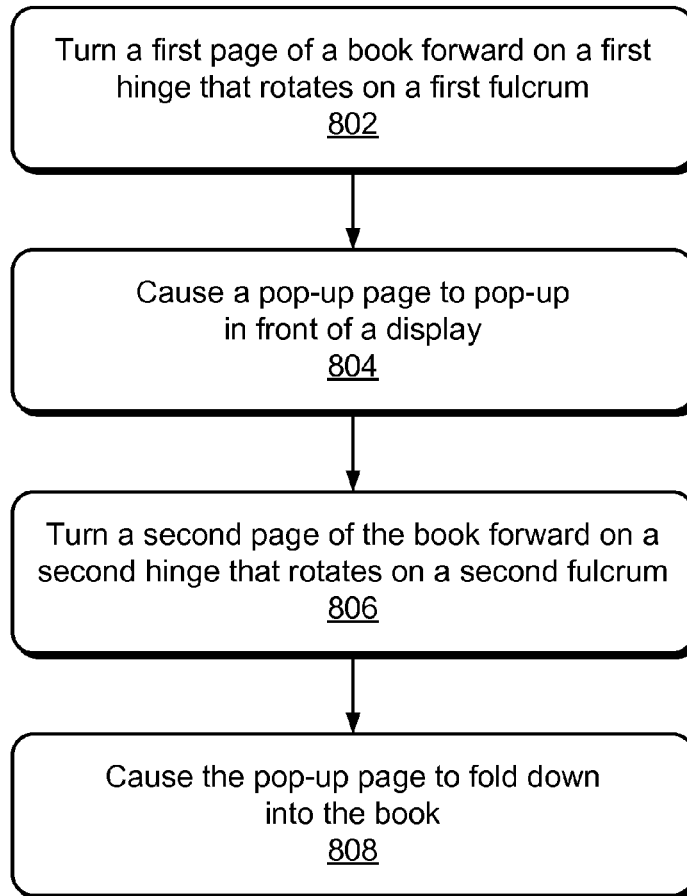 Turn a first page of a book forward on a first
hinge that rotates on a first fulcrum
802
Cause a pop-up page to pop-up
in front of a display
804
Turn a second page of the book forward on a
second hinge that rotates on a second fulcrum
806
Cause the pop-up page to fold down
into the book
808